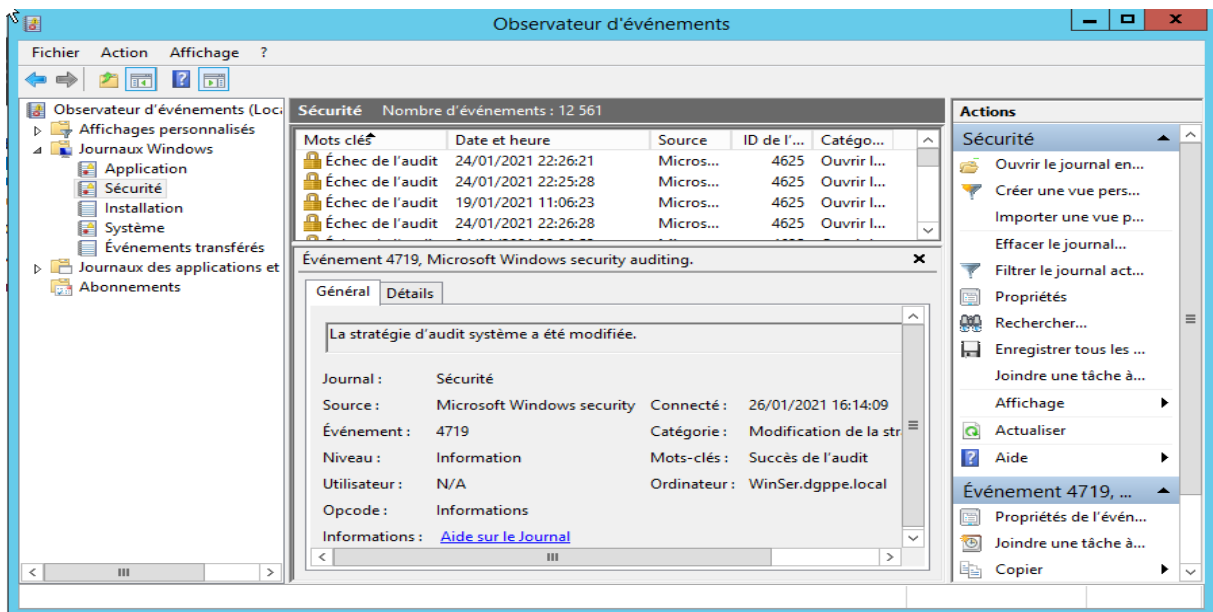 Observateur d'événements
Fichier Action Affichage ?
Observateur d'événements (Loca
Affichages personnalisés
Journaux Windows
Application
Sécurité
Installation
Système
Événements transférés
Journaux des applications et
Abonnements
Sécurité Nombre d'événements : 12 561
Mots clés Date et heure Source ID de l'... Catégo...
Échec de l'audit 24/01/2021 22:26:21 Micros... 4625 Ouvrir l...
Échec de l'audit 24/01/2021 22:25:28 Micros... 4625 Ouvrir l...
Échec de l'audit 19/01/2021 11:06:23 Micros... 4625 Ouvrir l...
Échec de l'audit 24/01/2021 22:26:28 Micros... 4625 Ouvrir l...
Événement 4719, Microsoft Windows security auditing.
Général Détails
La stratégie d'audit système a été modifiée.
Journal : Sécurité
Source : Microsoft Windows security Connecté : 26/01/2021 16:14:09
Événement : 4719 Catégorie : Modification de la str
Niveau : Information Mots-clés : Succès de l'audit
Utilisateur : N/A Ordinateur : WinSer.dgppe.local
Opcode : Informations
Informations : Aide sur le Journal
Actions
Sécurité
Ouvrir le journal en...
Créer une vue pers...
Importer une vue p...
Effacer le journal...
Filtrer le journal act...
Propriétés
Rechercher...
Enregistrer tous les ...
Joindre une tâche à...
Affichage
Actualiser
Aide
Événement 4719, ...
Propriétés de l'évén...
Joindre une tâche à...
Copier